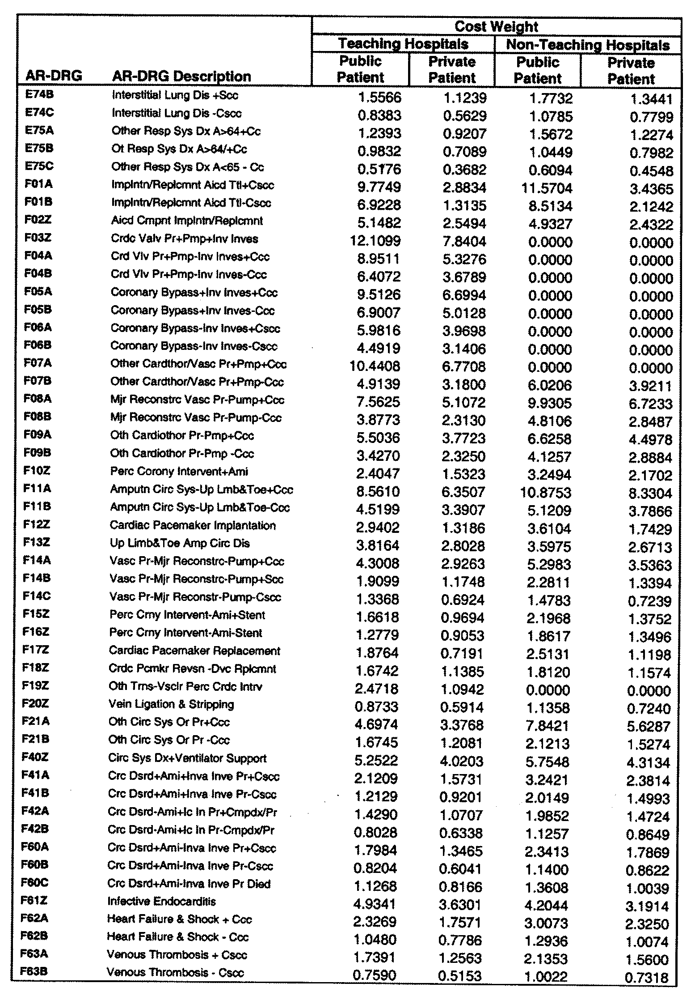 Cost Weight
Teaching Hospitals Non-Teaching Hospitals
Public Private Public Private
AR-DRG AR-DRG Description Patient Patient Patient Patient
E74B Interstitial Lung Dis +Scc 1.5566 1.1239 1.7732 1.3441
E74C Interstitial Lung Dis -Cscc 0.8383 0.5629 1.0785 0.7799
E75A Other Resp Sys Dx A>64+Cc 1.2393 0.9207 1.5672 1.2274
E75B Ot Resp Sys Dx A>64/+Cc 0.9832 0.7089 1.0449 0.7982
E75C Other Resp Sys Dx A<65 - Cc 0.5176 0.3682 0.6094 0.4548
F01A Implntn/Replcmnt Aicd Ttl+Cscc 9.7749 2.8834 11.5704 3.4365
F01B Implntn/Replcmnt Aicd Ttl-Cscc 6.9228 1.3135 8.5134 2.1242
F02Z Aicd Cmpnt Implntn/Replcmnt 5.1482 2.5494 4.9327 2.4322
F03Z Crdc Valv Pr+Pmp+Inv Inves 12.1099 7.8404 0.0000 0.0000
F04A Crd Vlv Pr+Pmp-Inv Inves+Ccc 8.9511 5.3276 0.0000 0.0000
F04B Crd Vlv Pr+Pmp-Inv Inves-Ccc 6.4072 3.6789 0.0000 0.0000
F05A Coronary Bypass+Inv Inves+Ccc 9.5126 6.6994 0.0000 0.0000
F05B Coronary Bypass+Inv Inves-Ccc 6.9007 5.0128 0.0000 0.0000
F06A Coronary Bypass-Inv Inves+Cscc 5.9816 3.9698 0.0000 0.0000
F06B Coronary Bypass-Inv Inves-Cscc 4.4919 3.1406 0.0000 0.0000
F07A Other Cardthor/Vasc Pr+Pmp+Ccc 10.4408 6.7708 0.0000 0.0000
F07B Other Cardthor/Vasc Pr+Pmp-Ccc 4.9139 3.1800 6.0206 3.9211
F08A Mjr Reconstrc Vasc Pr-Pump+Ccc 7.5625 5.1072 9.9305 6.7233
F08B Mjr Reconstrc Vasc Pr-Pump-Ccc 3.8773 2.3130 4.8106 2.8487
F09A Oth Cardiothor Pr-Pmp+Ccc 5.5036 3.7723 6.6258 4.4978
F09B Oth Cardiothor Pr-Pmp -Ccc 3.4270 2.3250 4.1257 2.8884
F10Z Perc Corony Intervent+Ami 2.4047 1.5323 3.2494 2.1702
F11A Amputn Circ Sys-Up Lmb&Toe+Ccc 8.5610 6.3507 10.8753 8.3304
F11B Amputn Circ Sys-Up Lmb&Toe-Ccc 4.5199 3.3907 5.1209 3.7866
F12Z Cardiac Pacemaker Implantation 2.9402 1.3186 3.6104 1.7429
F13Z Up Limb&Toe Amp Circ Dis 3.8164 2.8028 3.5975 2.6713
F14A Vasc Pr-Mjr Reconstrc-Pump+Ccc 4.3008 2.9263 5.2983 3.5363
F14B Vasc Pr-Mjr Reconstrc-Pump+Scc 1.9099 1.1748 2.2811 1.3394
F14C Vasc Pr-Mjr Reconstr-Pump-Cscc 1.3368 0.6924 1.4783 0.7239
F15Z Perc Crny Intervent-Ami+Stent 1.6618 0.9694 2.1968 1.3752
F16Z Perc Crny Intervent-Ami-Stent 1.2779 0.9053 1.8617 1.3496
F17Z Cardiac Pacemaker Replacement 1.8764 0.7191 2.5131 1.1198
F18Z Crdc Pcmkr Revsn -Dvc Rplcmnt 1.6742 1.1385 1.8120 1.1574
F19Z Oth Trns-Vsclr Perc Crdc Intrv 2.4718 1.0942 0.0000 0.0000
F20Z Vein Ligation & Stripping 0.8733 0.5914 1.1358 0.7240
F21A Oth Circ Sys Or Pr+Ccc 4.6974 3.3768 7.8421 5.6287
F21B Oth Circ Sys Or Pr -Ccc 1.6745 1.2081 2.1213 1.5274
F40Z Circ Sys Dx+Ventilator Support 5.2522 4.0203 5.7548 4.3134
F41A Crc Dsrd+Ami+Inva Inve Pr+Cscc 2.1209 1.5731 3.2421 2.3814
F41B Crc Dsrd+Ami+Inva Inve Pr-Cscc 1.2129 0.9201 2.0149 1.4993
F42A Crc Dsrd-Ami+Ic In Pr+Cmpdx/Pr 1.4290 1.0707 1.9852 1.4724
F42B Crc Dsrd-Ami+Ic In Pr-Cmpdx/Pr 0.8028 0.6338 1.1257 0.8649
F60A Crc Dsrd+Ami-Inva Inve Pr+Cscc 1.7984 1.3465 2.3413 1.7869
F60B Crc Dsrd+Ami-Inva Inve Pr-Cscc 0.8204 0.6041 1.1400 0.8622
F60C Crc Dsrd+Ami-Inva Inve Pr Died 1.1268 0.8166 1.3608 1.0039
F61Z Infective Endocarditis 4.9341 3.6301 4.2044 3.1914
F62A Heart Failure & Shock + Ccc 2.3269 1.7571 3.0073 2.3250
F62B Heart Failure & Shock - Ccc 1.0480 0.7786 1.2936 1.0074
F63A Venous Thrombosis + Cscc 1.7391 1.2563 2.1353 1.5600
F63B Venous Thrombosis - Cscc 0.7590 0.5153 1.0022 0.7318